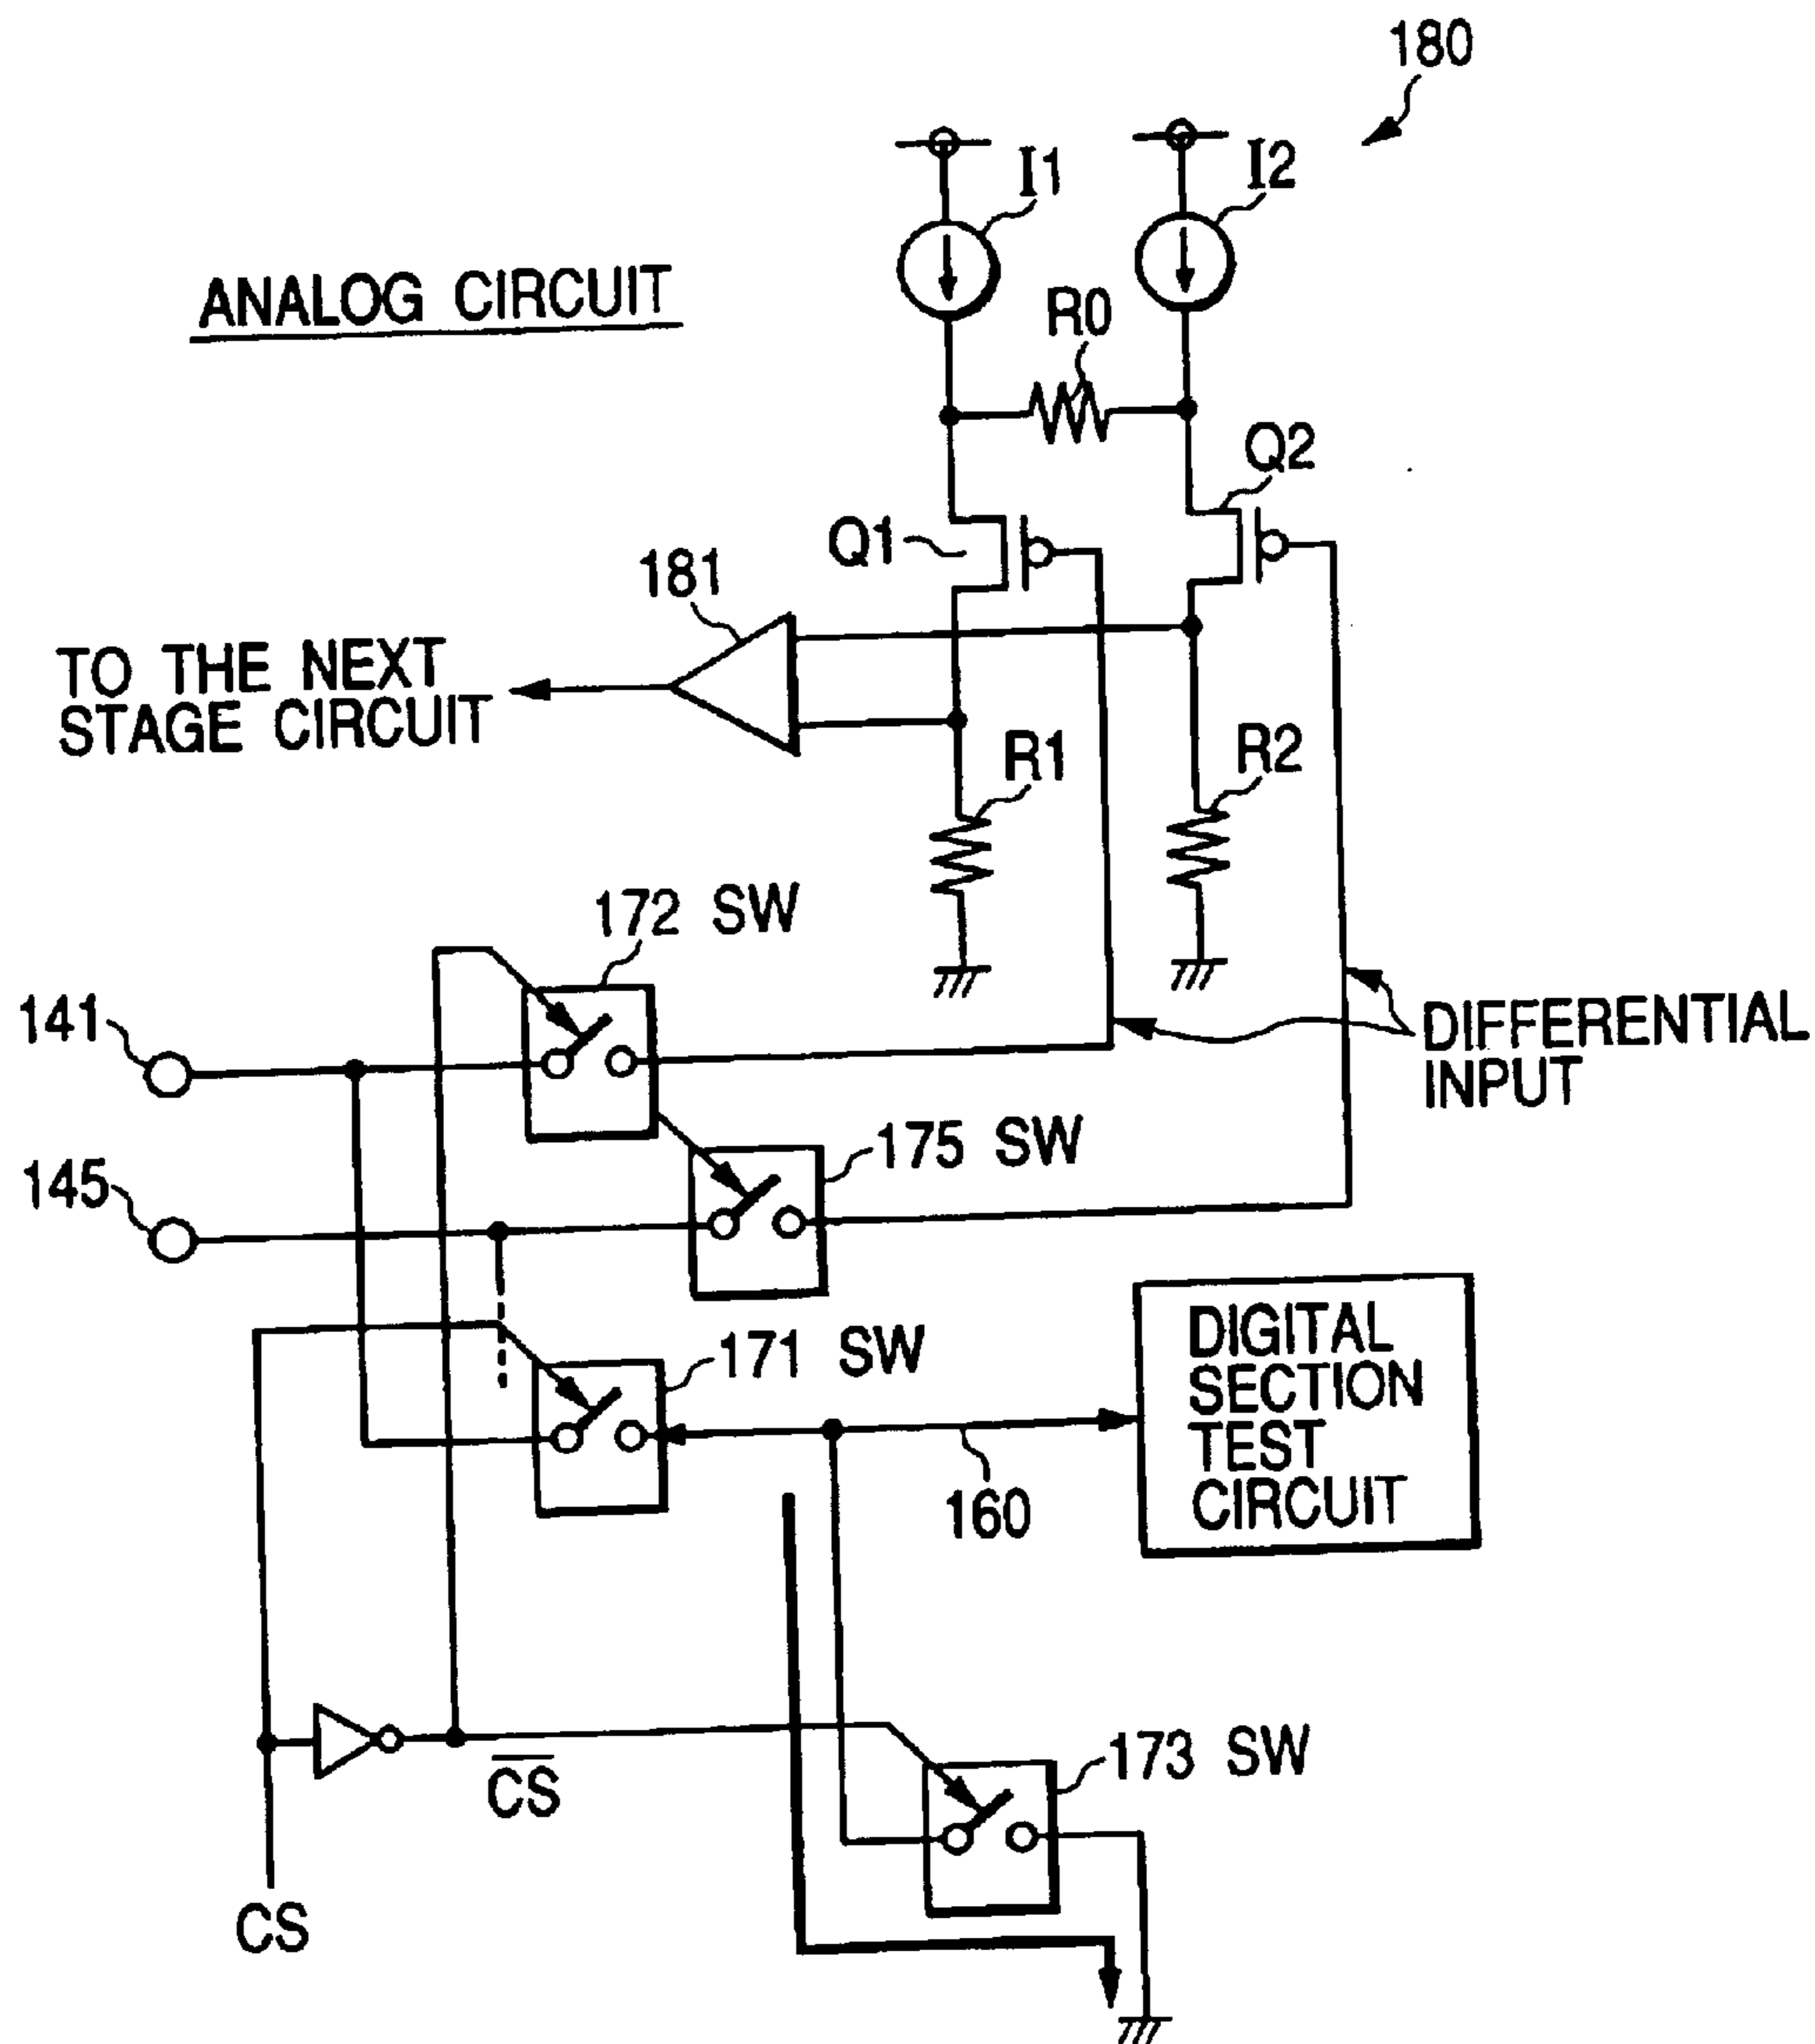 180
I1
I2
ANALOG CIRCUIT
R0
Q2
Q1
181
TO THE NEXT
STAGE CIRCUIT
R1
R2
172 SW
141
DIFFERENTIAL
INPUT
175 SW
145
171 SW
DIGITAL
SECTION
TEST
CIRCUIT
160
173 SW
C̅S̅
CS